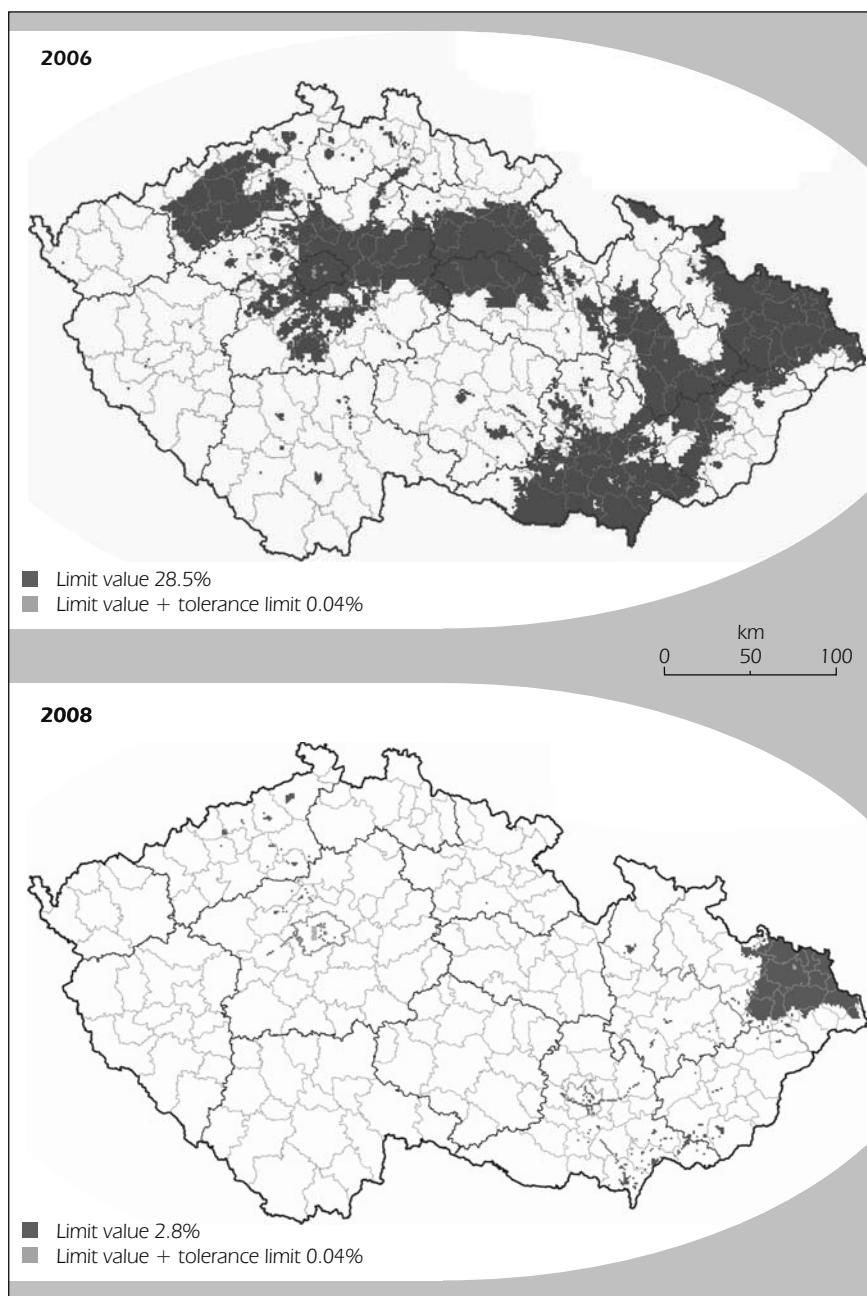 2006
Limit value 28.5%
Limit value + tolerance limit 0.04%
km
0 50 100
2008
Limit value 2.8%
Limit value + tolerance limit 0.04%